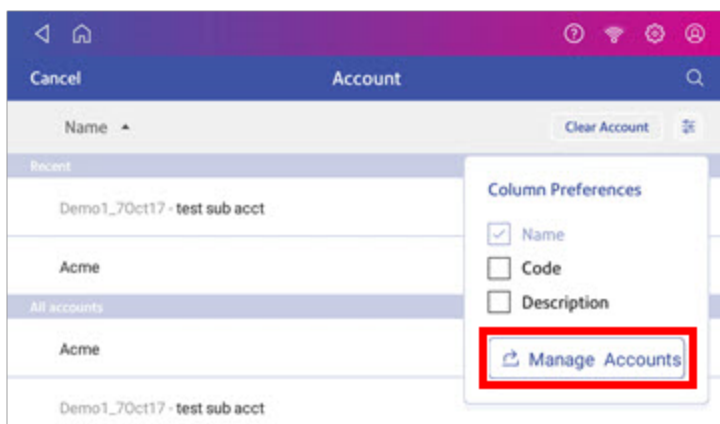 Cancel Account
Name Clear Account
Recent
Column Preferences
Demo1_7Oct17 - test sub acct
Name
Acme
Code
All accounts
Description
Acme
Manage Accounts
Demo1_7Oct17 - test sub acct